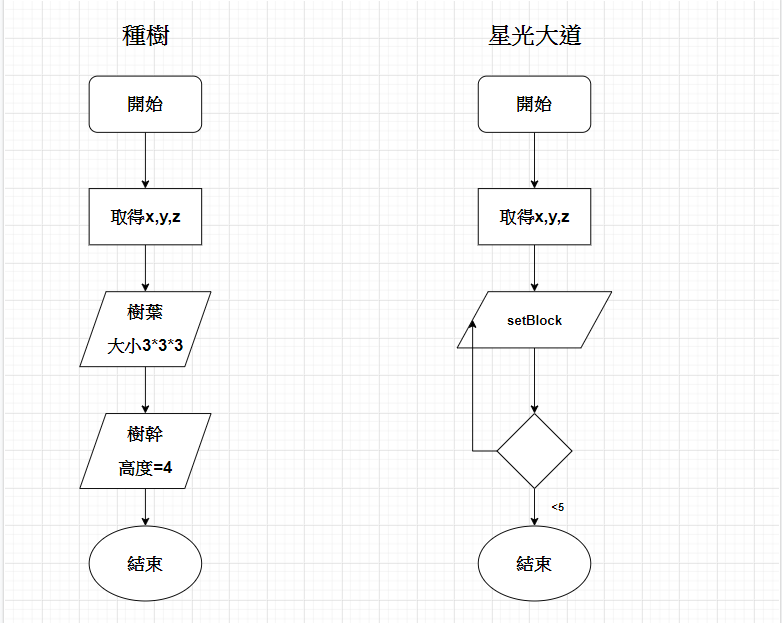 種樹
開始
取得x,y,z
樹葉
大小3*3*3
樹幹
高度=4
結束
星光大道
開始
取得x,y,z
setBlock
<5
結束